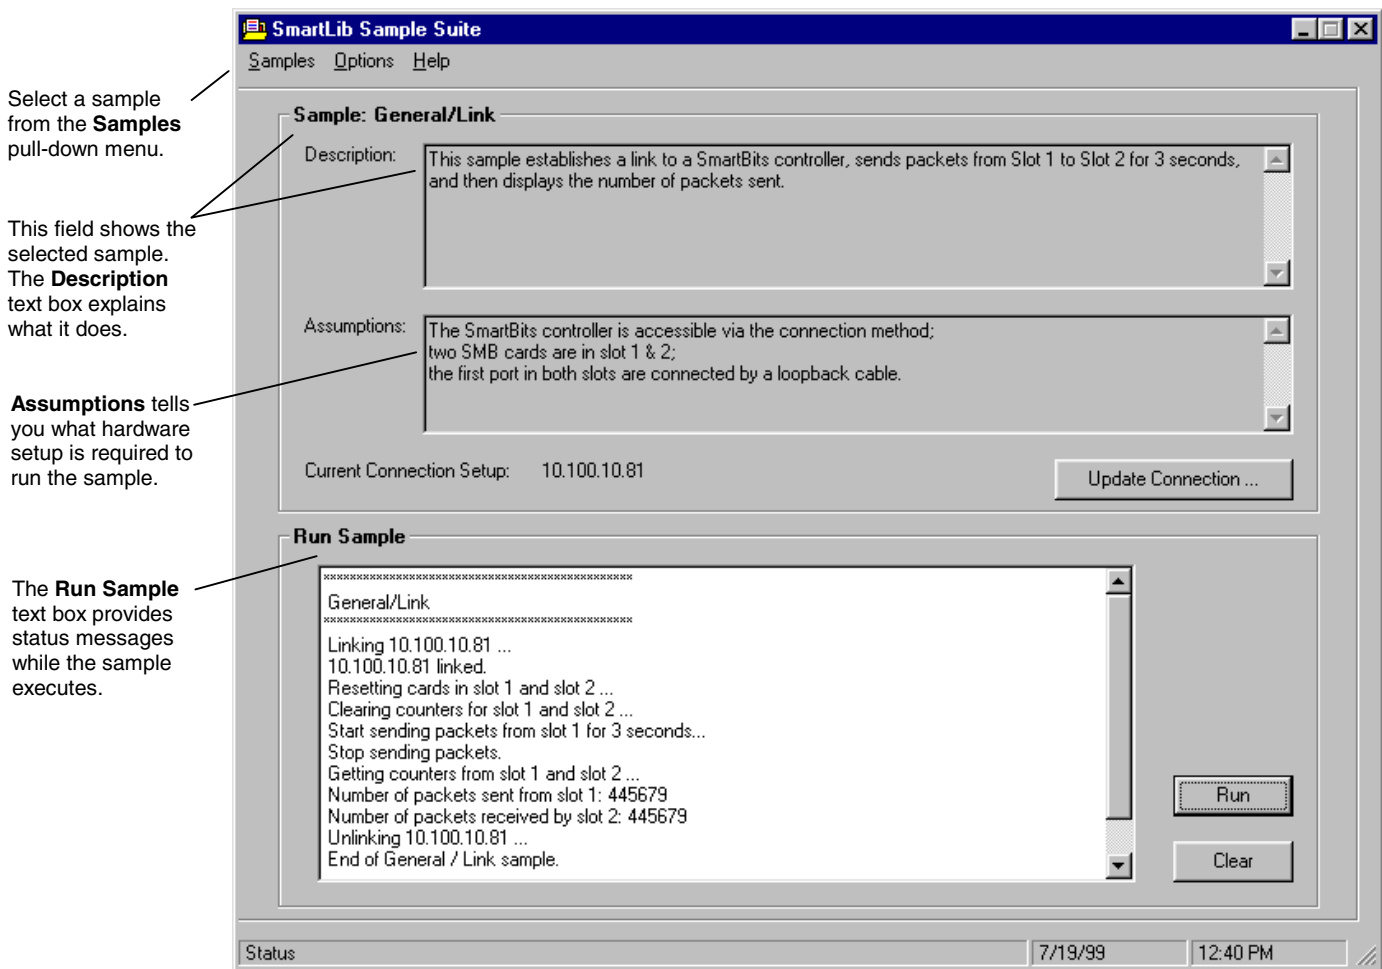 SmartLib Sample Suite
Samples Options Help
Select a sample
from the Samples
pull-down menu.
This field shows the
selected sample.
The Description
text box explains
what it does.
Assumptions tells
you what hardware
setup is required to
run the sample.
The Run Sample
text box provides
status messages
while the sample
executes.
Sample: General/Link
Description:
This sample establishes a link to a SmartBits controller, sends packets from Slot 1 to Slot 2 for 3 seconds,
and then displays the number of packets sent.
Assumptions:
The SmartBits controller is accessible via the connection method;
two SMB cards are in slot 1 & 2;
the first port in both slots are connected by a loopback cable.
Current Connection Setup: 10.100.10.81
Update Connection ...
Run Sample
************************************************
General/Link
************************************************
Linking 10.100.10.81 ...
10.100.10.81 linked.
Resetting cards in slot 1 and slot 2 ...
Clearing counters for slot 1 and slot 2 ...
Start sending packets from slot 1 for 3 seconds...
Stop sending packets.
Getting counters from slot 1 and slot 2 ...
Number of packets sent from slot 1: 445679
Number of packets received by slot 2: 445679
Unlinking 10.100.10.81 ...
End of General / Link sample.
Run
Clear
Status
7/19/99
12:40 PM